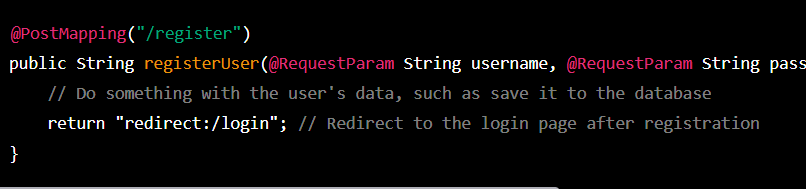 @PostMapping("/register")
public String registerUser(@RequestParam String username, @RequestParam String pass
// Do something with the user's data, such as save it to the database
return "redirect:/login"; // Redirect to the login page after registration
}